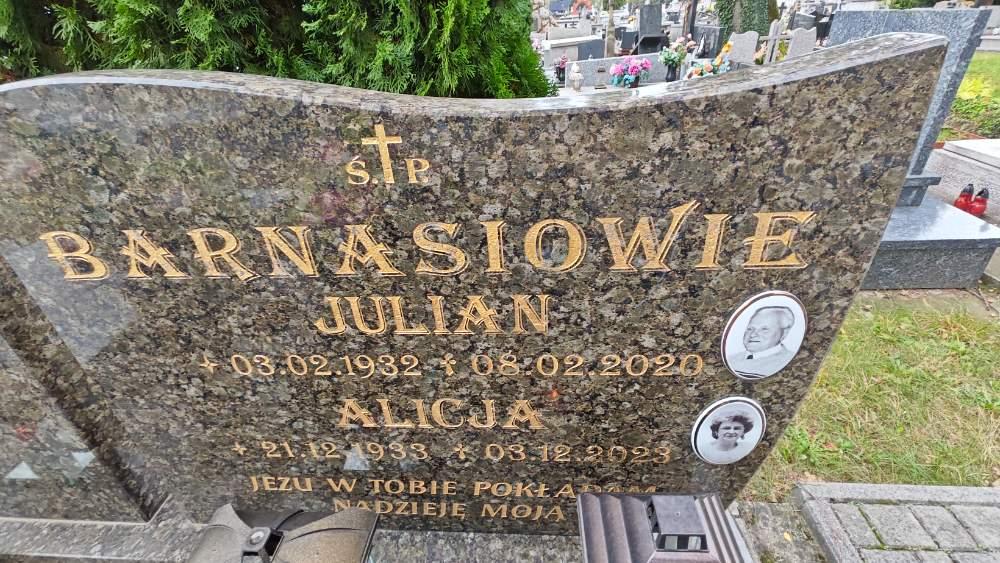 Ś P
BARNASIOWIE
JULIAN
03.02.1932 08.02.2020
ALICJA
21.12.1933 03.12.2023
JEZU W TOBIE POKŁADAM
NADZIEJĘ MOJĄ